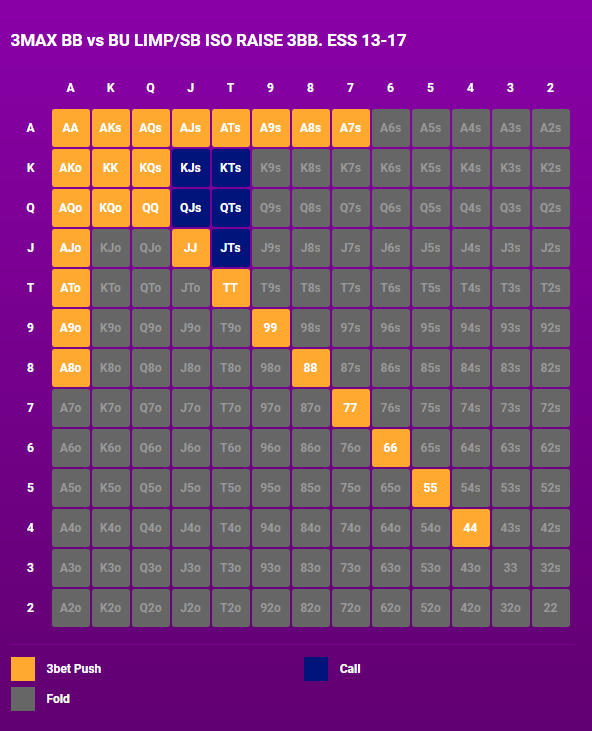 3MAX BB vs BU LIMP/SB ISO RAISE 3BB. ESS 13-17
A K Q J T 9 8 7 6 5 4 3 2
A AA AKs AQs AJs ATs A9s A8s A7s A6s A5s A4s A3s A2s
K AKo KK KQs KJs KTs K9s K8s K7s K6s K5s K4s K3s K2s
Q AQo KQo QQ QJs QTs Q9s Q8s Q7s Q6s Q5s Q4s Q3s Q2s
J AJo KJo QJo JJ JTs J9s J8s J7s J6s J5s J4s J3s J2s
T ATo KTo QTo JTo TT T9s T8s T7s T6s T5s T4s T3s T2s
9 A9o K9o Q9o J9o T9o 99 98s 97s 96s 95s 94s 93s 92s
8 A8o K8o Q8o J8o T8o 98o 88 87s 86s 85s 84s 83s 82s
7 A7o K7o Q7o J7o T7o 97o 87o 77 76s 75s 74s 73s 72s
6 A6o K6o Q6o J6o T6o 96o 86o 76o 66 65s 64s 63s 62s
5 A5o K5o Q5o J5o T5o 95o 85o 75o 65o 55 54s 53s 52s
4 A4o K4o Q4o J4o T4o 94o 84o 74o 64o 54o 44 43s 42s
3 A3o K3o Q3o J3o T3o 93o 83o 73o 63o 53o 43o 33 32s
2 A2o K2o Q2o J2o T2o 92o 82o 72o 62o 52o 42o 32o 22
3bet Push Call
Fold